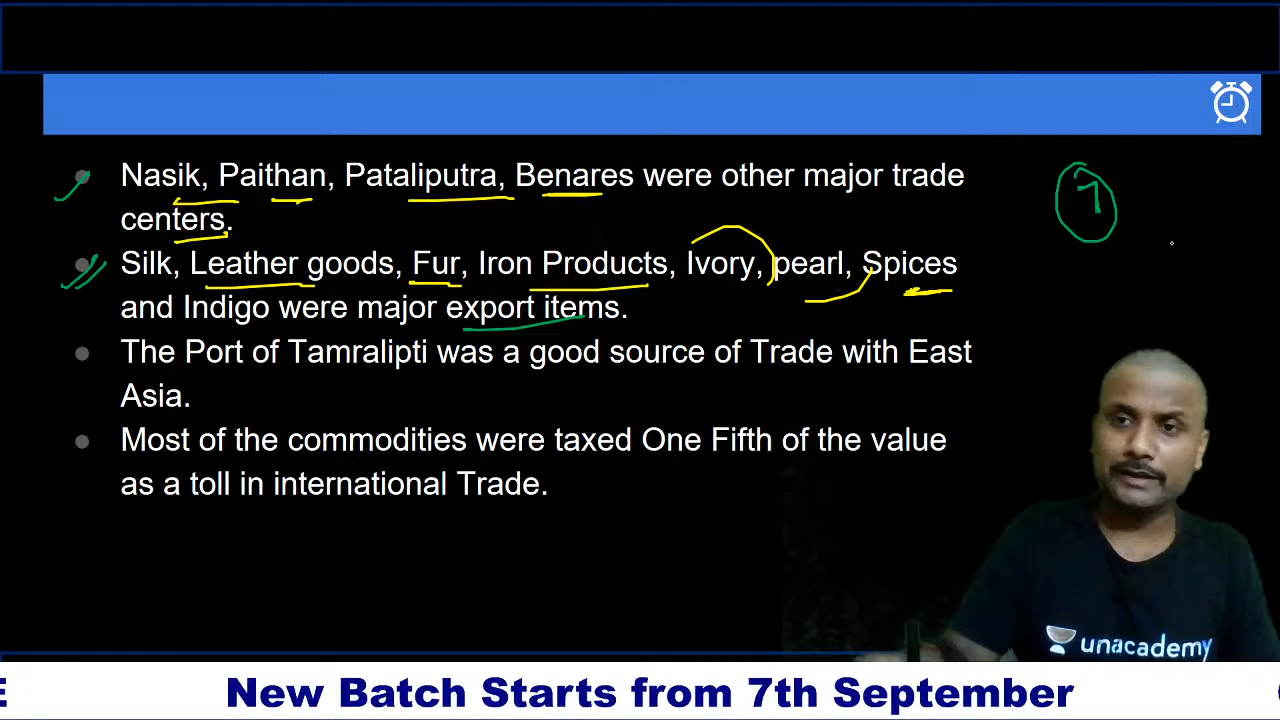 Nasik, Paithan, Pataliputra, Benares were other major trade
centers.
Silk, Leather goods, Fur, Iron Products, Ivory, pearl, Spices
and Indigo were major export items.
The Port of Tamralipti was a good source of Trade with East
Asia.
Most of the commodities were taxed One Fifth of the value
as a toll in international Trade.
unacademy
New Batch Starts from 7th September